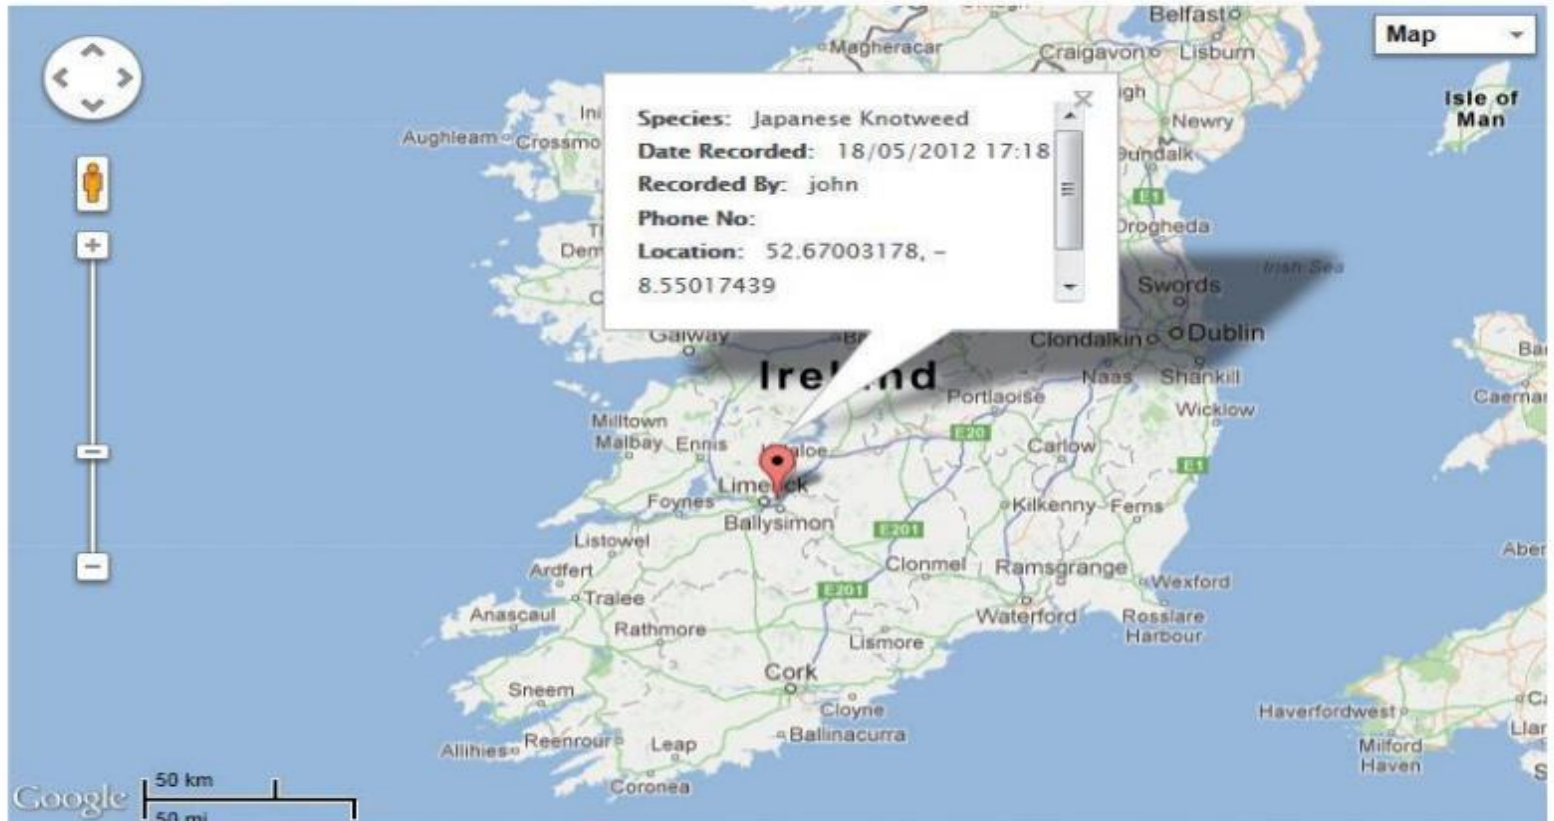 Belfast
Map
Magheracar
Craigavon
Lisburn
Isle of
Man
Newry
Aughleam
Crossmo
Dundalk
Species: Japanese Knotweed
Date Recorded: 18/05/2012 17:18
Recorded By: john
Phone No:
Location: 52.67003178, -
8.55017439
E1
Drogheda
Irish Sea
Swords
Galway
Clondalkin
Dublin
Ireland
Naas
Shankill
Portlaoise
Wicklow
Milltown
Malbay
Ennis
E20
Carlow
E1
Limerick
Foynes
Kilkenny
Ferns
Ballysimon
E201
Listowel
Clonmel
Ramsgrange
Ardfert
Wexford
E201
Tralee
Anascaul
Waterford
Rosslare
Harbour
Rathmore
Lismore
Cork
Sneem
Cloyne
Haverfordwest
Ballinacurra
Allihies
Reenrour
Leap
Milford
Haven
Coronea
50 km
Google
50 mi